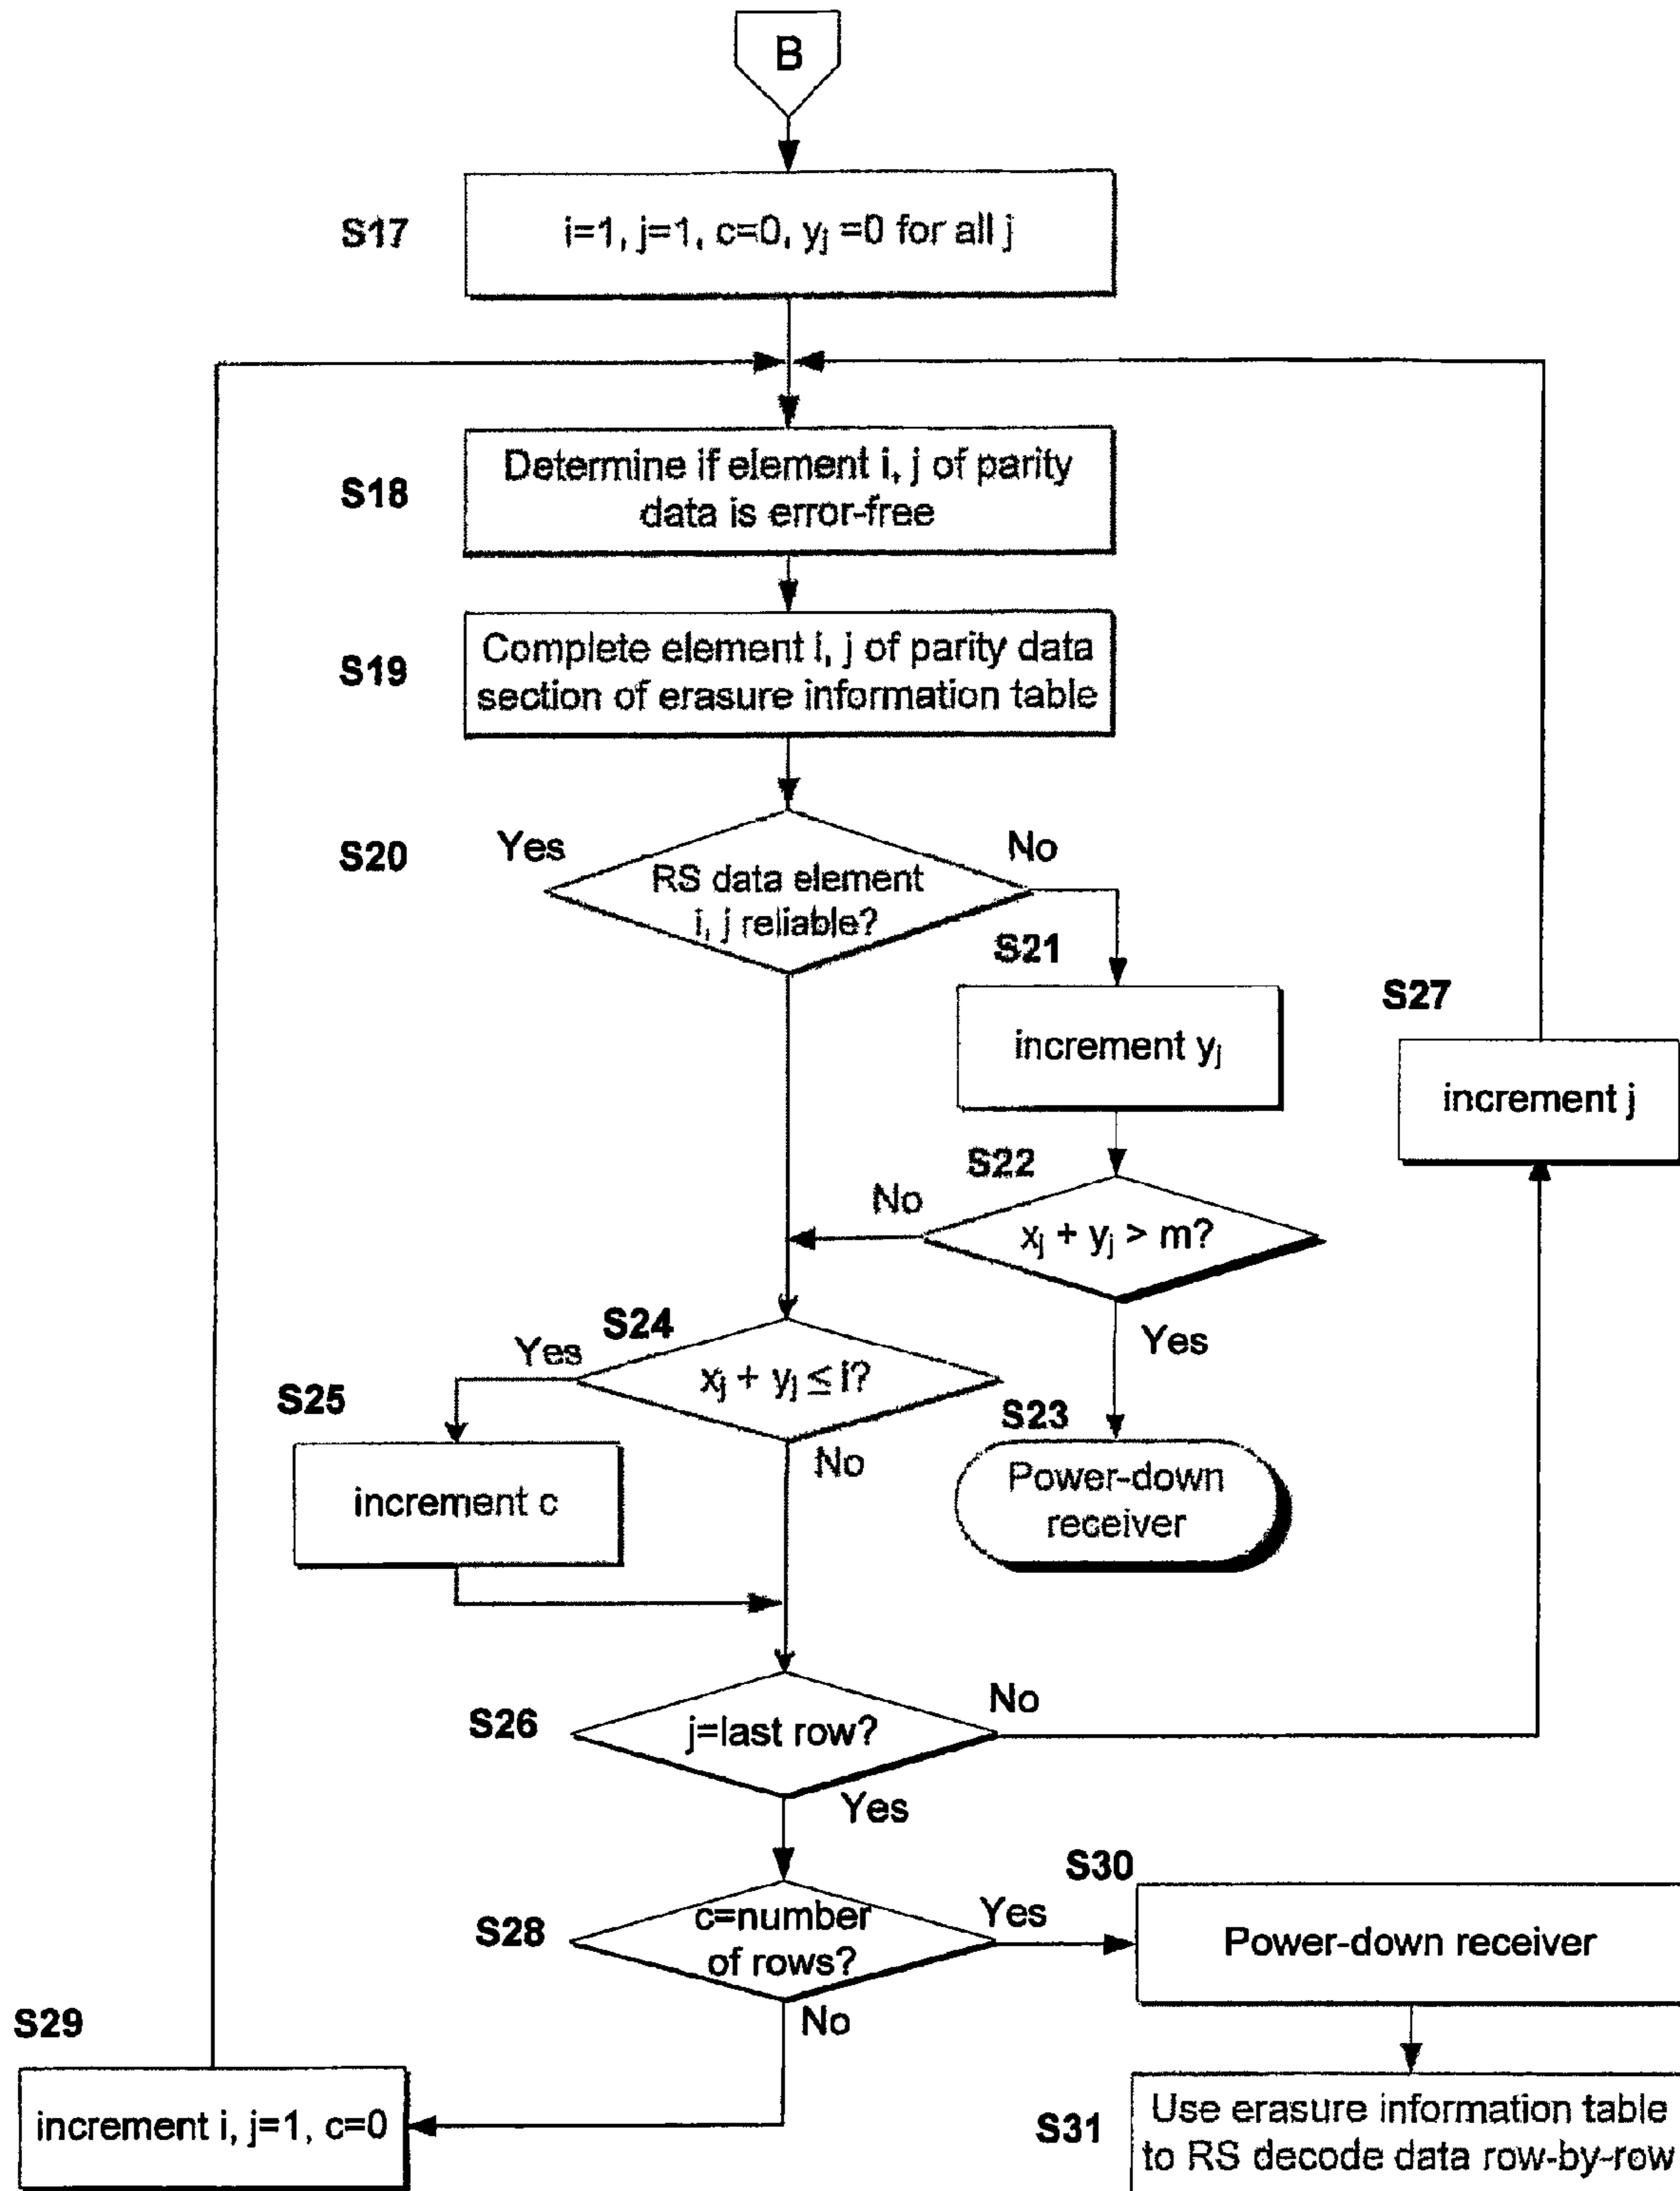 B
S17
i=1, j=1, c=0, yj =0 for all j
S18
Determine if element i, j of parity
data is error-free
S19
Complete element i, j of parity data
section of erasure information table
S20
Yes
No
RS data element
i, j reliable?
S21
increment yj
S27
increment j
S22
No
xj + yj > m?
Yes
S24
Yes
xj + yj ≤ i?
No
S25
increment c
S23
Power-down
receiver
S26
j=last row?
No
Yes
S28
c=number
of rows?
Yes
No
S30
Power-down receiver
S29
increment i, j=1, c=0
S31
Use erasure information table
to RS decode data row-by-row